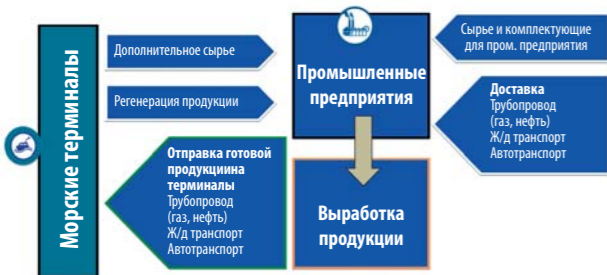 Морские терминалы
Дополнительное сырье
Регенерация продукции
Отправка готовой
продукциина
терминалы
Трубопровод
(газ, нефть)
Ж/д транспорт
Автотранспорт
Промышленные
предприятия
Выработка
продукции
Сырье и комплектующие
для пром. предприятия
Доставка
Трубопровод
(газ, нефть)
Ж/д транспорт
Автотранспорт